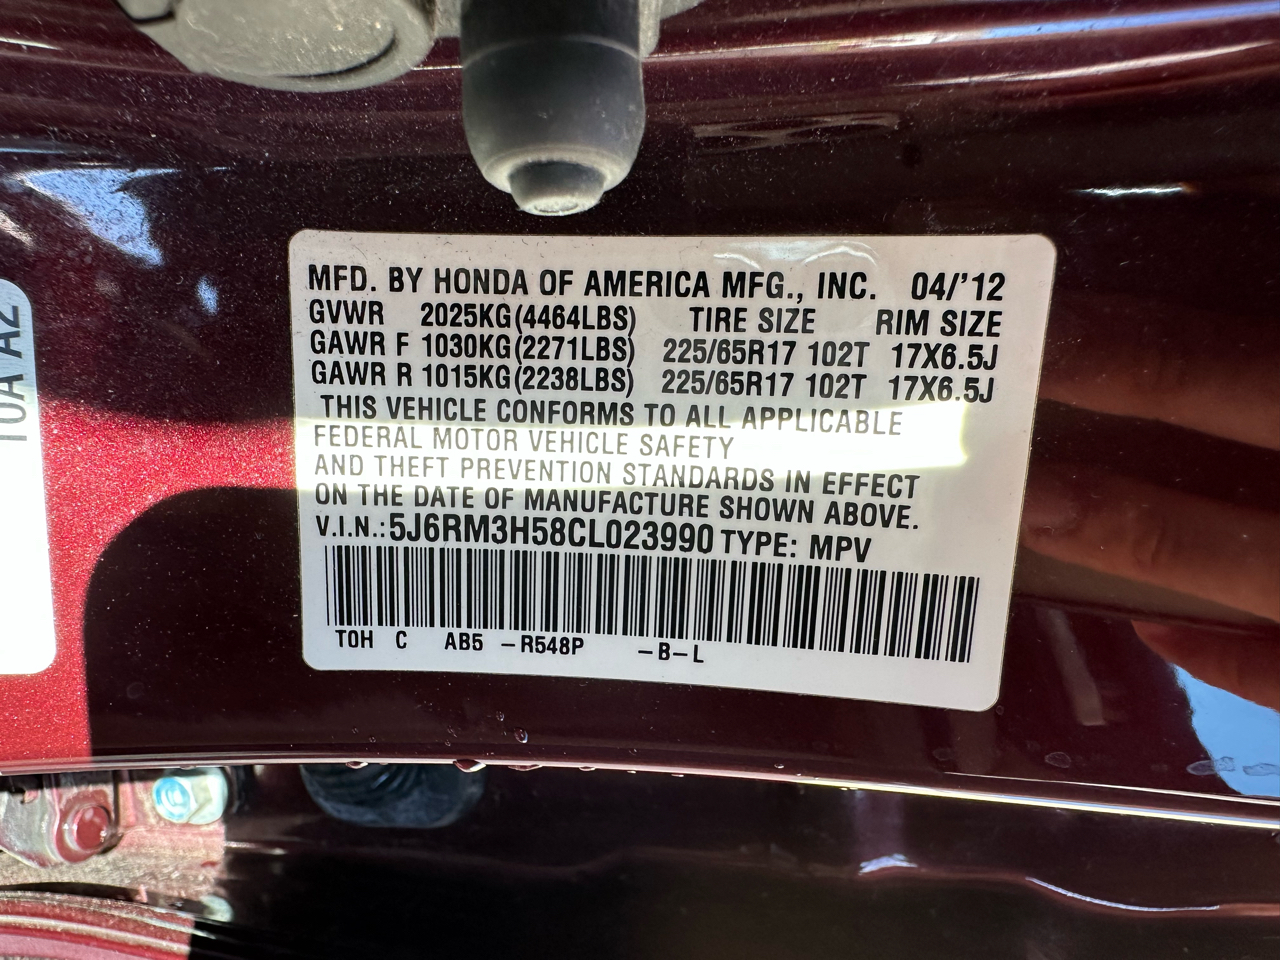 MFD. BY HONDA OF AMERICA MFG., INC. 04/'12
GVWR 2025KG(4464LBS) TIRE SIZE RIM SIZE
GAWR F 1030KG(2271LBS) 225/65R17 102T 17X6.5J
GAWR R 1015KG(2238LBS) 225/65R17 102T 17X6.5J
THIS VEHICLE CONFORMS TO ALL APPLICABLE
FEDERAL MOTOR VEHICLE SAFETY
AND THEFT PREVENTION STANDARDS IN EFFECT
ON THE DATE OF MANUFACTURE SHOWN ABOVE.
V.I.N.:5J6RM3H58CL023990 TYPE: MPV
TOH C AB5 -R548P -B-L
10A A2